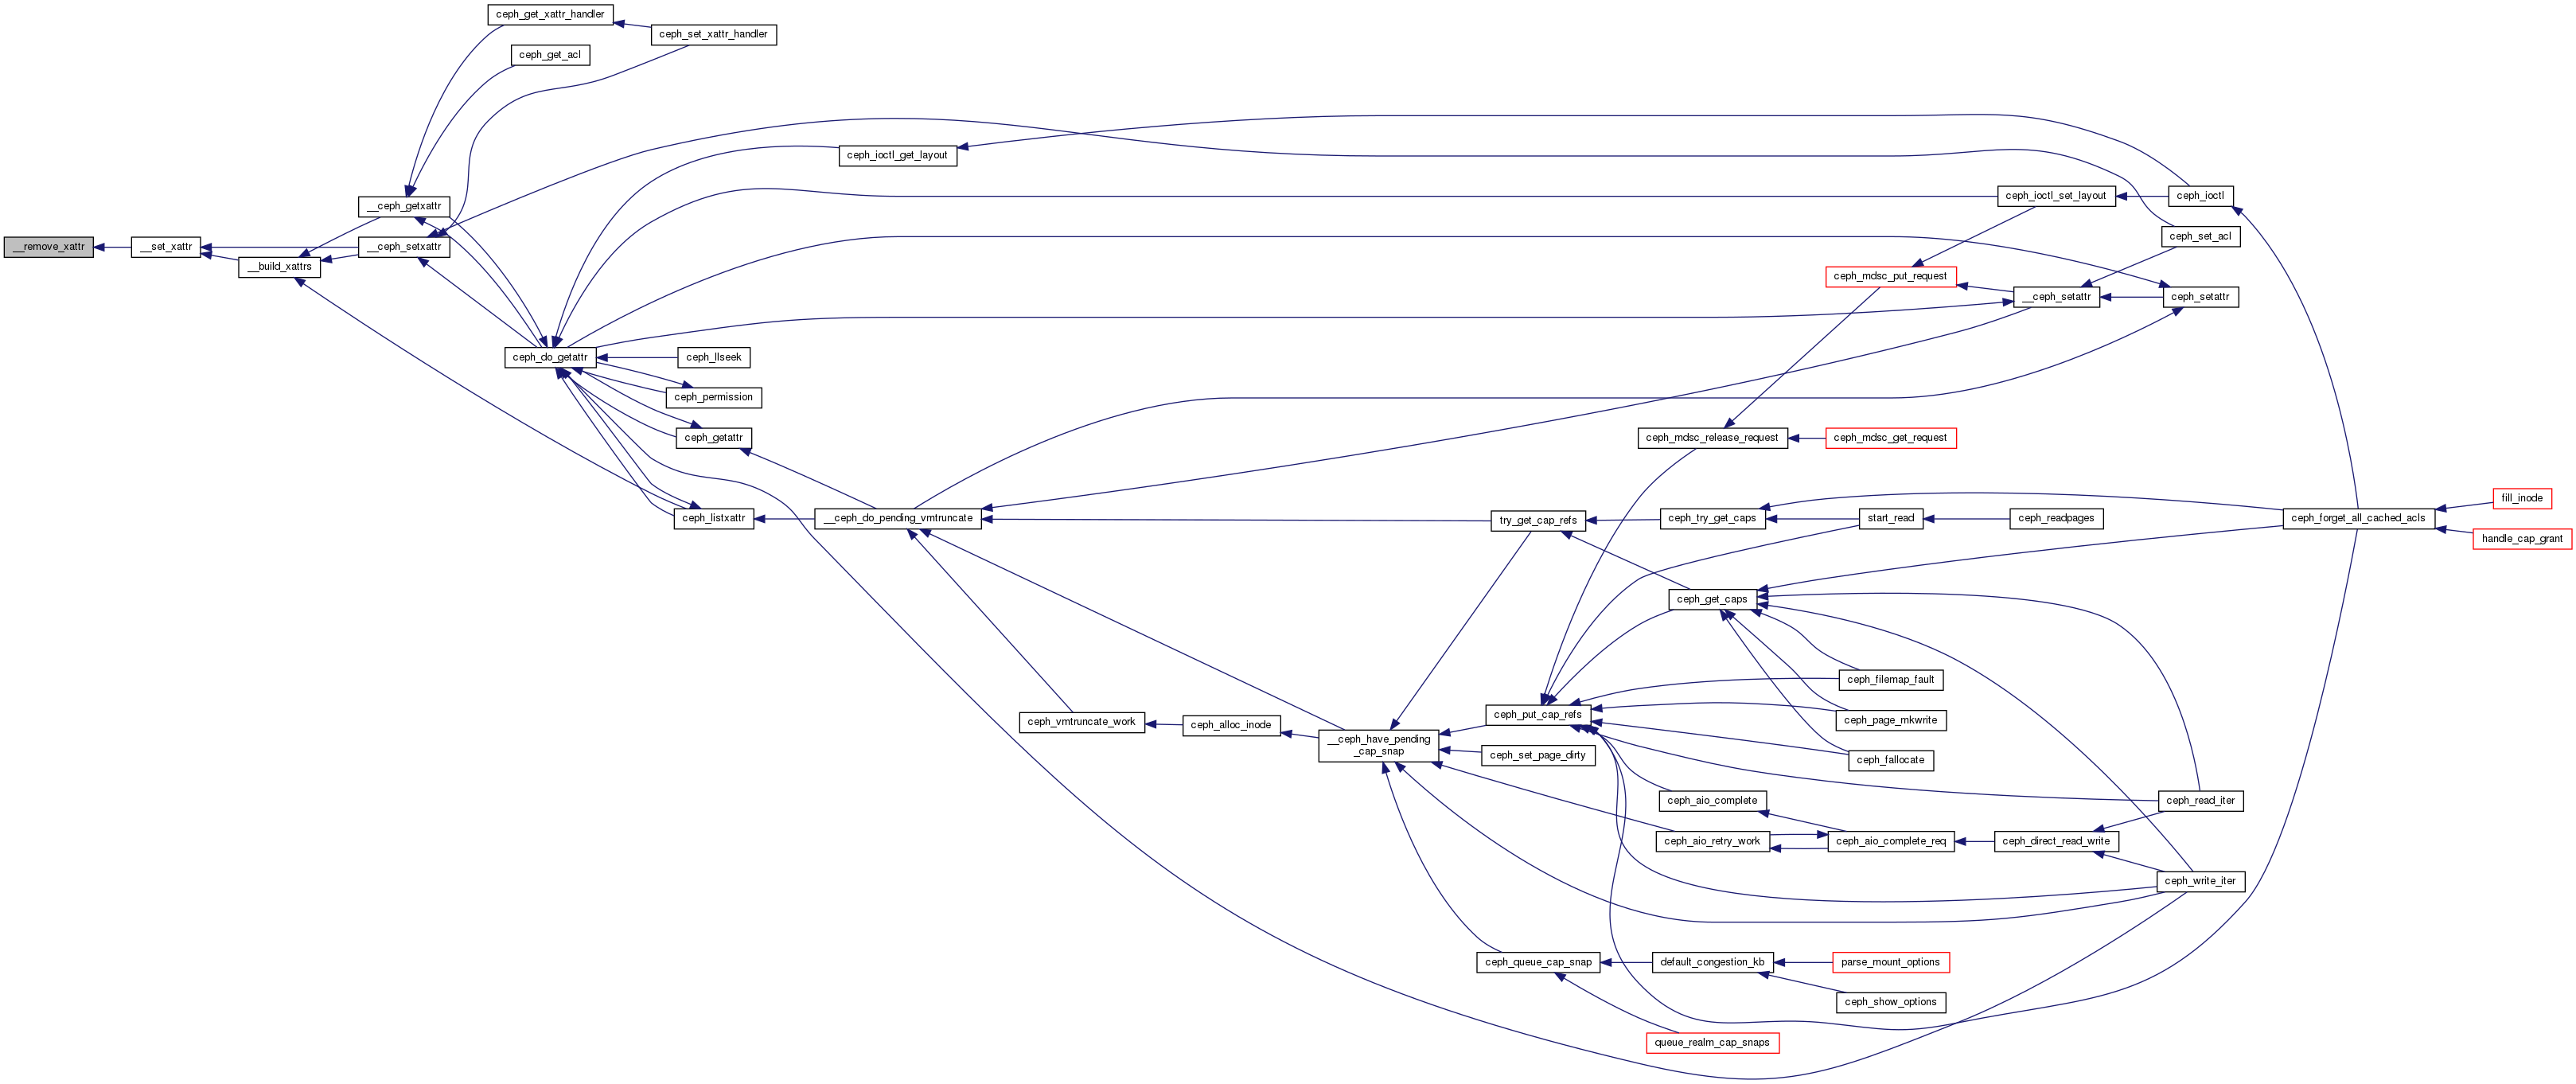 ceph_get_xattr_handler
ceph_set_xattr_handler
ceph_get_acl
ceph_ioctl_get_layout
__ceph_getxattr
ceph_ioctl_set_layout
ceph_ioctl
__remove_xattr
__set_xattr
__ceph_setxattr
ceph_set_acl
__build_xattrs
ceph_mdsc_put_request
__ceph_setattr
ceph_setattr
ceph_do_getattr
ceph_llseek
ceph_permission
ceph_getattr
ceph_mdsc_release_request
ceph_mdsc_get_request
fill_inode
ceph_listxattr
__ceph_do_pending_vmtruncate
try_get_cap_refs
ceph_try_get_caps
start_read
ceph_readpages
ceph_forget_all_cached_acls
handle_cap_grant
ceph_get_caps
ceph_filemap_fault
ceph_vmtruncate_work
ceph_alloc_inode
ceph_put_cap_refs
ceph_page_mkwrite
__ceph_have_pending
_cap_snap
ceph_set_page_dirty
ceph_fallocate
ceph_aio_complete
ceph_read_iter
ceph_aio_retry_work
ceph_aio_complete_req
ceph_direct_read_write
ceph_write_iter
ceph_queue_cap_snap
default_congestion_kb
parse_mount_options
ceph_show_options
queue_realm_cap_snaps